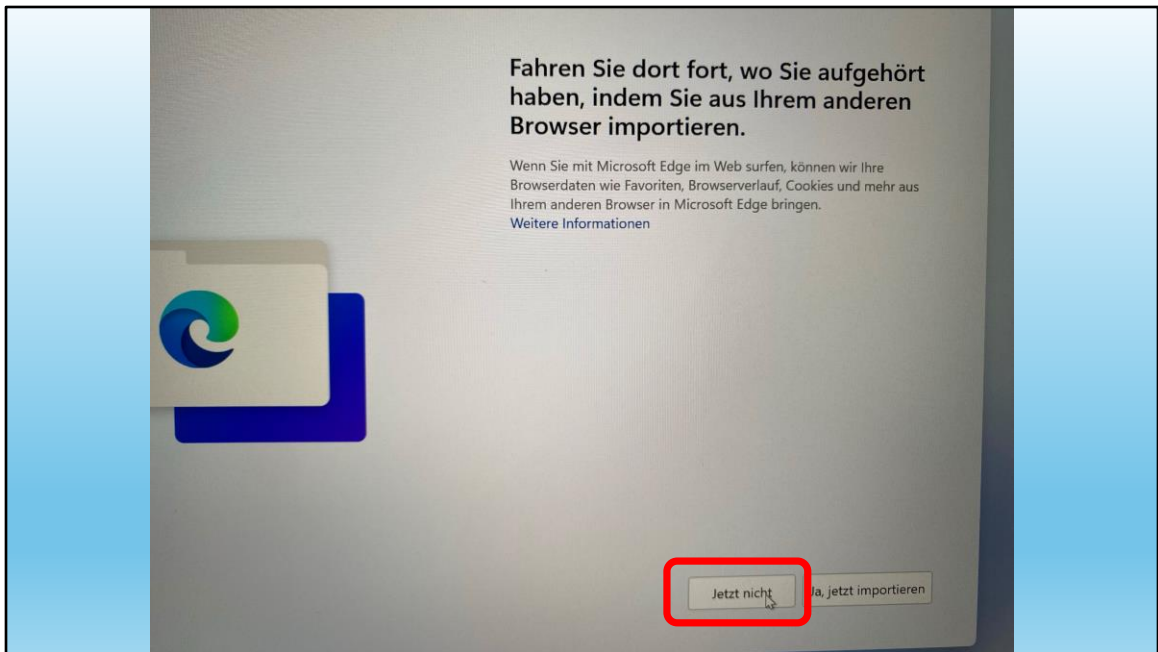 Fahren Sie dort fort, wo Sie aufgehört
haben, indem Sie aus Ihrem anderen
Browser importieren.
Wenn Sie mit Microsoft Edge im Web surfen, können wir Ihre
Browserdaten wie Favoriten, Browserverlauf, Cookies und mehr aus
Ihrem anderen Browser in Microsoft Edge bringen.
Weitere Informationen
Jetzt nicht
Ja, jetzt importieren